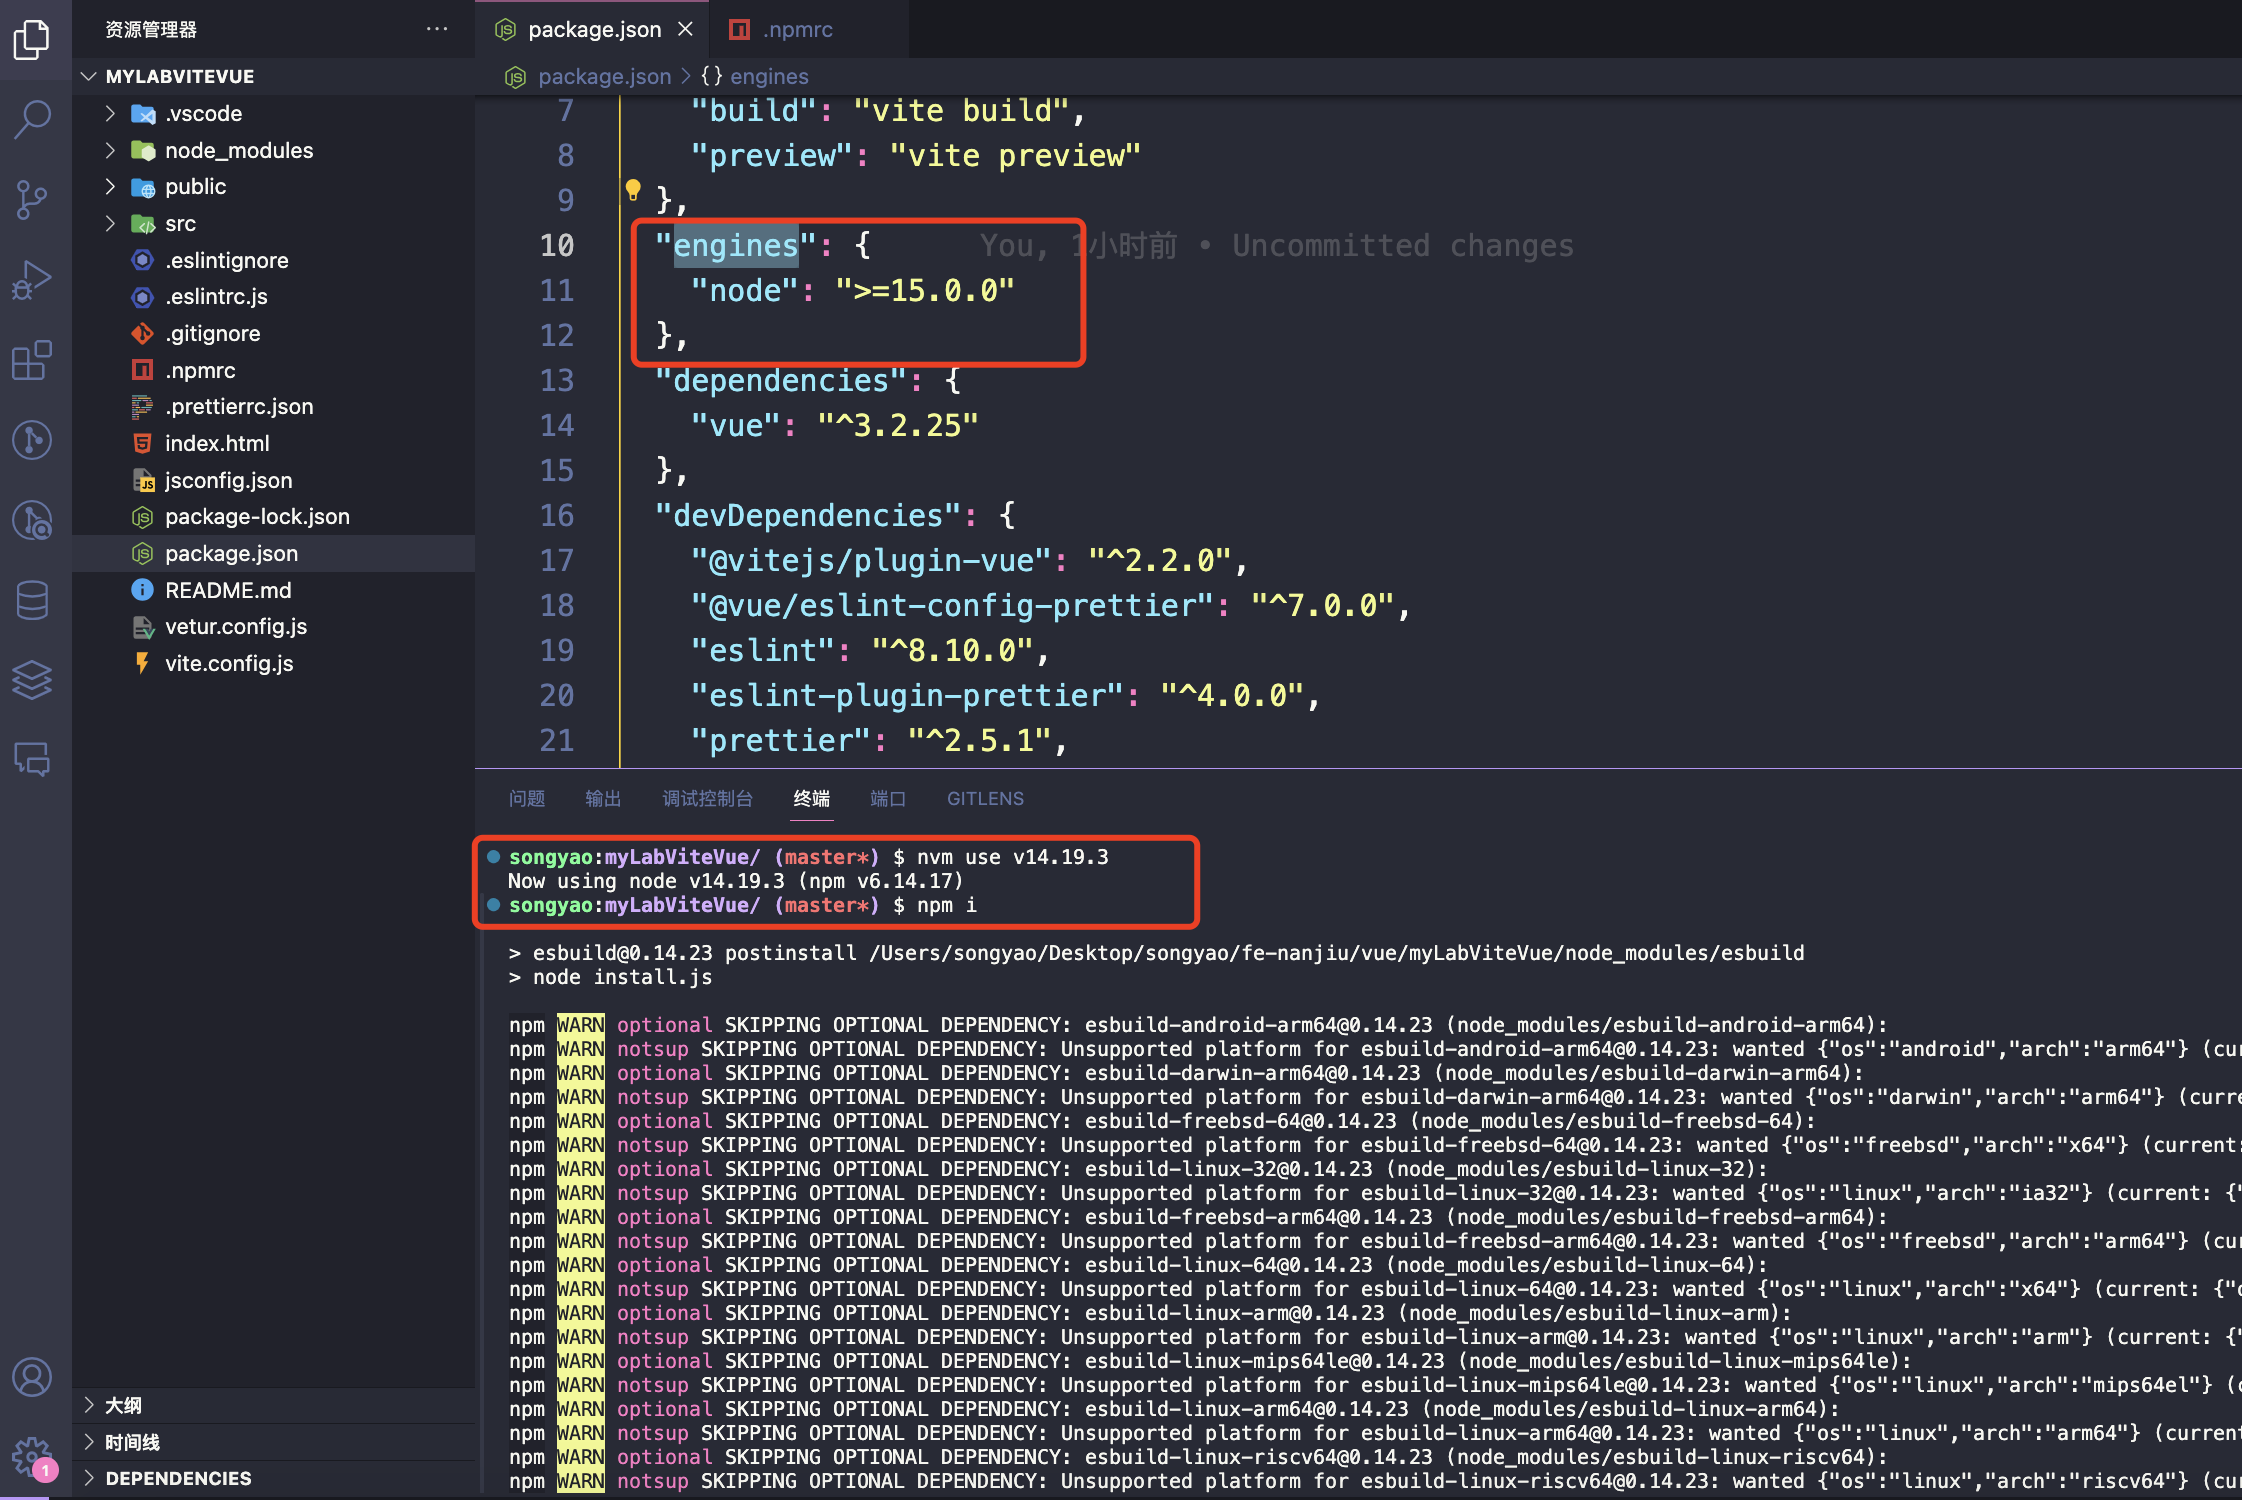 资源管理器
package.json
.npmrc
MYLABVITEVUE
package.json > {} engines
.vscode
node_modules
public
src
.eslintignore
.eslintrc.js
.gitignore
.npmrc
.prettierrc.json
index.html
jsconfig.json
package-lock.json
package.json
README.md
vetur.config.js
vite.config.js
大纲
时间线
DEPENDENCIES
1
7 "build": "vite build",
8 "preview": "vite preview"
9 },
10 "engines": { You, 1小时前 • Uncommitted changes
11 "node": ">=15.0.0"
12 },
13 "dependencies": {
14 "vue": "^3.2.25"
15 },
16 "devDependencies": {
17 "@vitejs/plugin-vue": "^2.2.0",
18 "@vue/eslint-config-prettier": "^7.0.0",
19 "eslint": "^8.10.0",
20 "eslint-plugin-prettier": "^4.0.0",
21 "prettier": "^2.5.1",
问题 输出 调试控制台 终端 端口 GITLENS
songyao:myLabViteVue/ (master*) $ nvm use v14.19.3
Now using node v14.19.3 (npm v6.14.17)
songyao:myLabViteVue/ (master*) $ npm i
> esbuild@0.14.23 postinstall /Users/songyao/Desktop/songyao/fe-nanjiu/vue/myLabViteVue/node_modules/esbuild
> node install.js
npm WARN optional SKIPPING OPTIONAL DEPENDENCY: esbuild-android-arm64@0.14.23 (node_modules/esbuild-android-arm64):
npm WARN notsup SKIPPING OPTIONAL DEPENDENCY: Unsupported platform for esbuild-android-arm64@0.14.23: wanted {"os":"android","arch":"arm64"} (cur
npm WARN optional SKIPPING OPTIONAL DEPENDENCY: esbuild-darwin-arm64@0.14.23 (node_modules/esbuild-darwin-arm64):
npm WARN notsup SKIPPING OPTIONAL DEPENDENCY: Unsupported platform for esbuild-darwin-arm64@0.14.23: wanted {"os":"darwin","arch":"arm64"} (curre
npm WARN optional SKIPPING OPTIONAL DEPENDENCY: esbuild-freebsd-64@0.14.23 (node_modules/esbuild-freebsd-64):
npm WARN notsup SKIPPING OPTIONAL DEPENDENCY: Unsupported platform for esbuild-freebsd-64@0.14.23: wanted {"os":"freebsd","arch":"x64"} (current:
npm WARN optional SKIPPING OPTIONAL DEPENDENCY: esbuild-linux-32@0.14.23 (node_modules/esbuild-linux-32):
npm WARN notsup SKIPPING OPTIONAL DEPENDENCY: Unsupported platform for esbuild-linux-32@0.14.23: wanted {"os":"linux","arch":"ia32"} (current: {"
npm WARN optional SKIPPING OPTIONAL DEPENDENCY: esbuild-freebsd-arm64@0.14.23 (node_modules/esbuild-freebsd-arm64):
npm WARN notsup SKIPPING OPTIONAL DEPENDENCY: Unsupported platform for esbuild-freebsd-arm64@0.14.23: wanted {"os":"freebsd","arch":"arm64"} (cur
npm WARN optional SKIPPING OPTIONAL DEPENDENCY: esbuild-linux-64@0.14.23 (node_modules/esbuild-linux-64):
npm WARN notsup SKIPPING OPTIONAL DEPENDENCY: Unsupported platform for esbuild-linux-64@0.14.23: wanted {"os":"linux","arch":"x64"} (current: {"o
npm WARN optional SKIPPING OPTIONAL DEPENDENCY: esbuild-linux-arm@0.14.23 (node_modules/esbuild-linux-arm):
npm WARN notsup SKIPPING OPTIONAL DEPENDENCY: Unsupported platform for esbuild-linux-arm@0.14.23: wanted {"os":"linux","arch":"arm"} (current: {"
npm WARN optional SKIPPING OPTIONAL DEPENDENCY: esbuild-linux-mips64le@0.14.23 (node_modules/esbuild-linux-mips64le):
npm WARN notsup SKIPPING OPTIONAL DEPENDENCY: Unsupported platform for esbuild-linux-mips64le@0.14.23: wanted {"os":"linux","arch":"mips64el"} (c
npm WARN optional SKIPPING OPTIONAL DEPENDENCY: esbuild-linux-arm64@0.14.23 (node_modules/esbuild-linux-arm64):
npm WARN notsup SKIPPING OPTIONAL DEPENDENCY: Unsupported platform for esbuild-linux-arm64@0.14.23: wanted {"os":"linux","arch":"arm64"} (curre
npm WARN optional SKIPPING OPTIONAL DEPENDENCY: esbuild-linux-riscv64@0.14.23 (node_modules/esbuild-linux-riscv64):
npm WARN notsup SKIPPING OPTIONAL DEPENDENCY: Unsupported platform for esbuild-linux-riscv64@0.14.23: wanted {"os":"linux","arch":"riscv64"} (cu